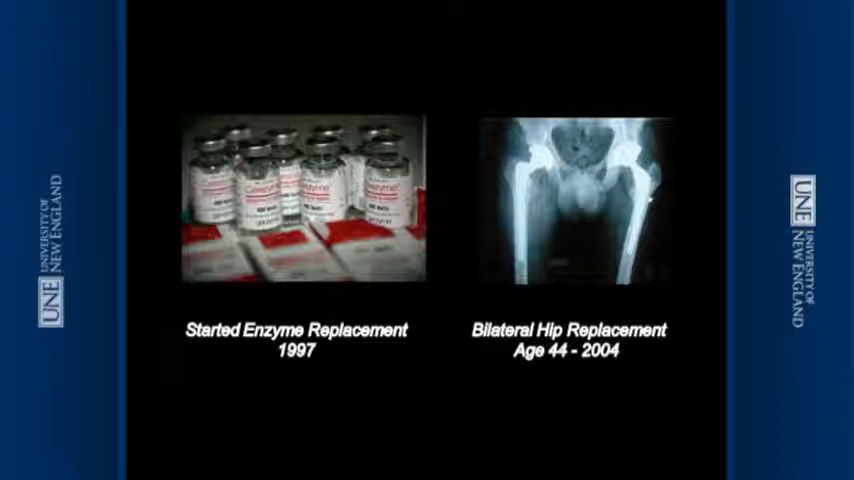 UNE UNIVERSITY OF
NEW ENGLAND
Cerezyme
Started Enzyme Replacement
1997
Bilateral Hip Replacement
Age 44 - 2004
UNE UNIVERSITY OF
NEW ENGLAND